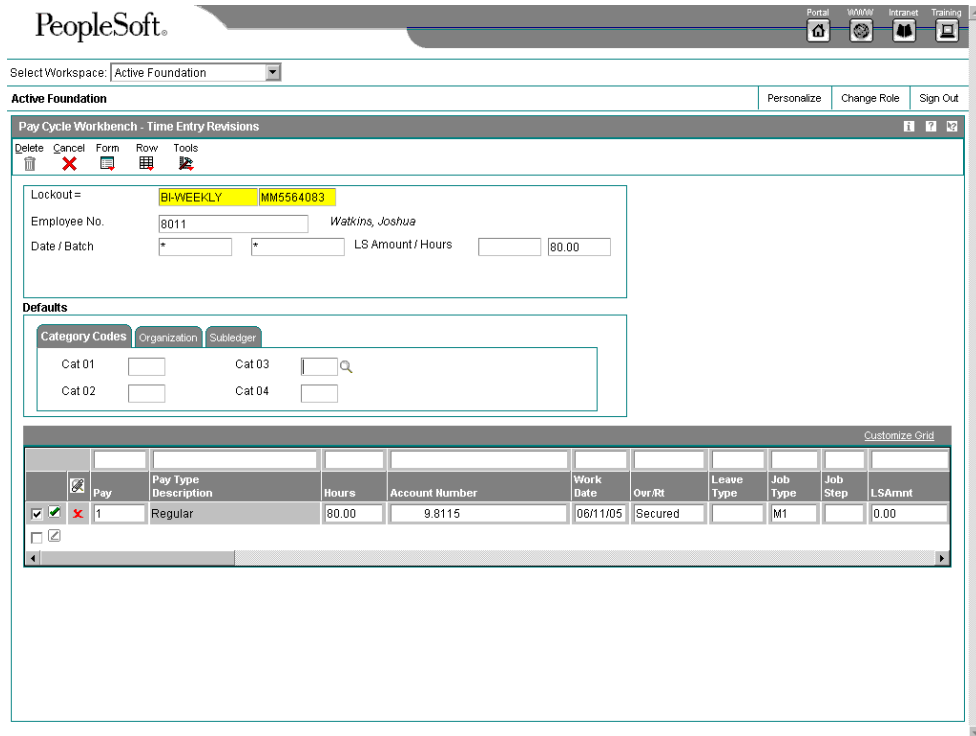 PeopleSoft®
Portal WWW Intranet Training
Select Workspace: Active Foundation
Active Foundation Personalize Change Role Sign Out
Pay Cycle Workbench - Time Entry Revisions i ? ?
Delete Cancel Form Row Tools
Lockout = BI-WEEKLY MM5564083
Employee No. 8011 Watkins, Joshua
Date / Batch * * LS Amount / Hours 80.00
Defaults
Category Codes Organization Subledger
Cat 01 Cat 03
Cat 02 Cat 04
Customize Grid
Pay Pay Type Description Hours Account Number Work Date Ovr/Rt Leave Type Job Type Job Step LSAmnt
1 Regular 80.00 9.8115 06/11/05 Secured M1 0.00